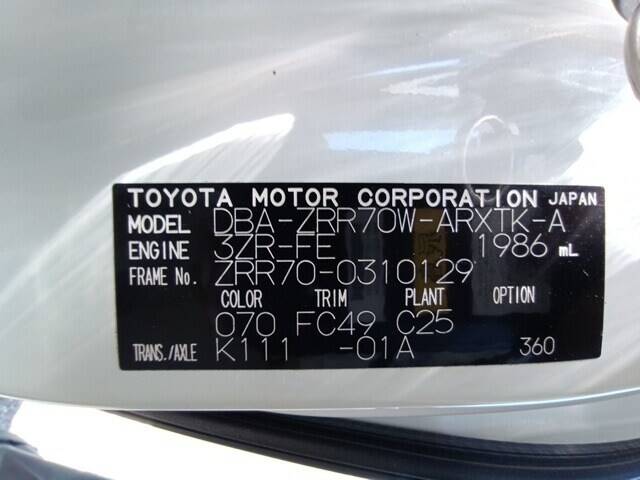 TOYOTA MOTOR CORPORATION JAPAN
MODEL DBA-ZRR70W-ARXTK-A
ENGINE 3ZR-FE 1986 mL
FRAME No. ZRR70-0310129
COLOR TRIM PLANT OPTION
070 FC49 C25
TRANS./AXLE K111 -01A 360